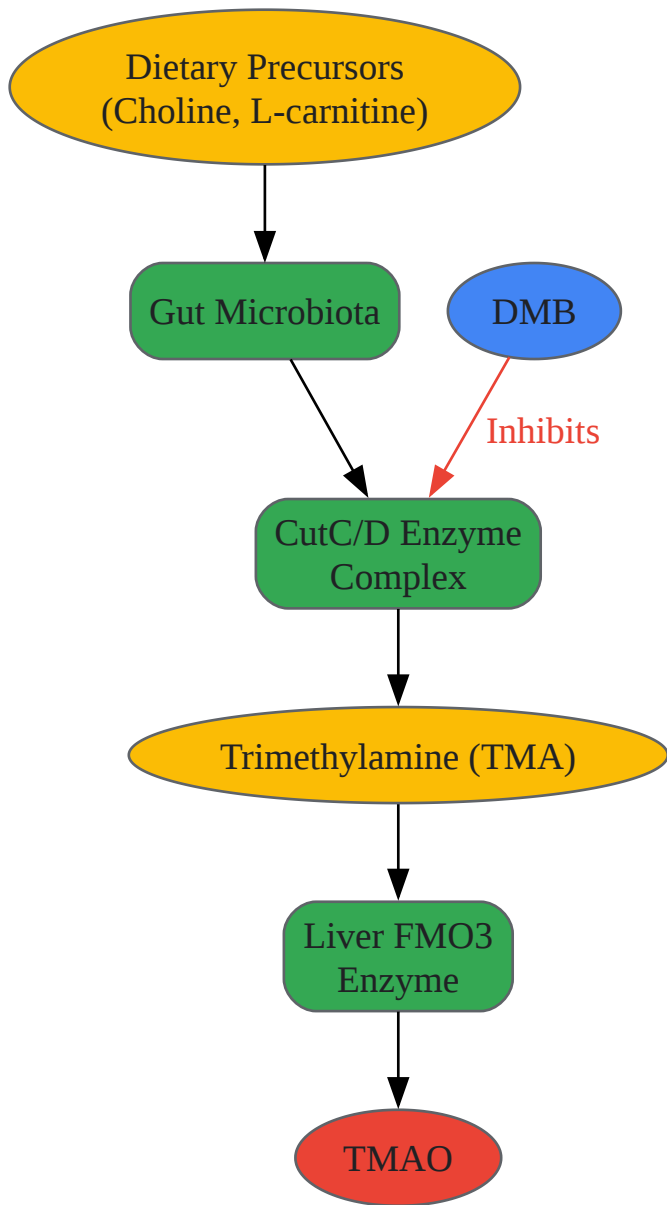 Dietary Precursors
(Choline, L-carnitine)
Gut Microbiota
DMB
Inhibits
CutC/D Enzyme
Complex
Trimethylamine (TMA)
Liver FMO3
Enzyme
TMAO